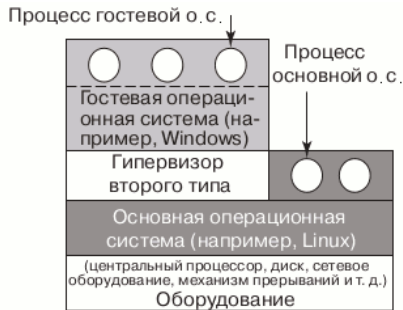 Процесс гостевой о. с.
Процесс
основной о. с.
Гостевая операци-
онная система (на-
пример, Windows)
Гипервизор
второго типа
Основная операционная
система (например, Linux)
(центральный процессор, диск, сетевое
оборудование, механизм прерываний и т. д.)
Оборудование